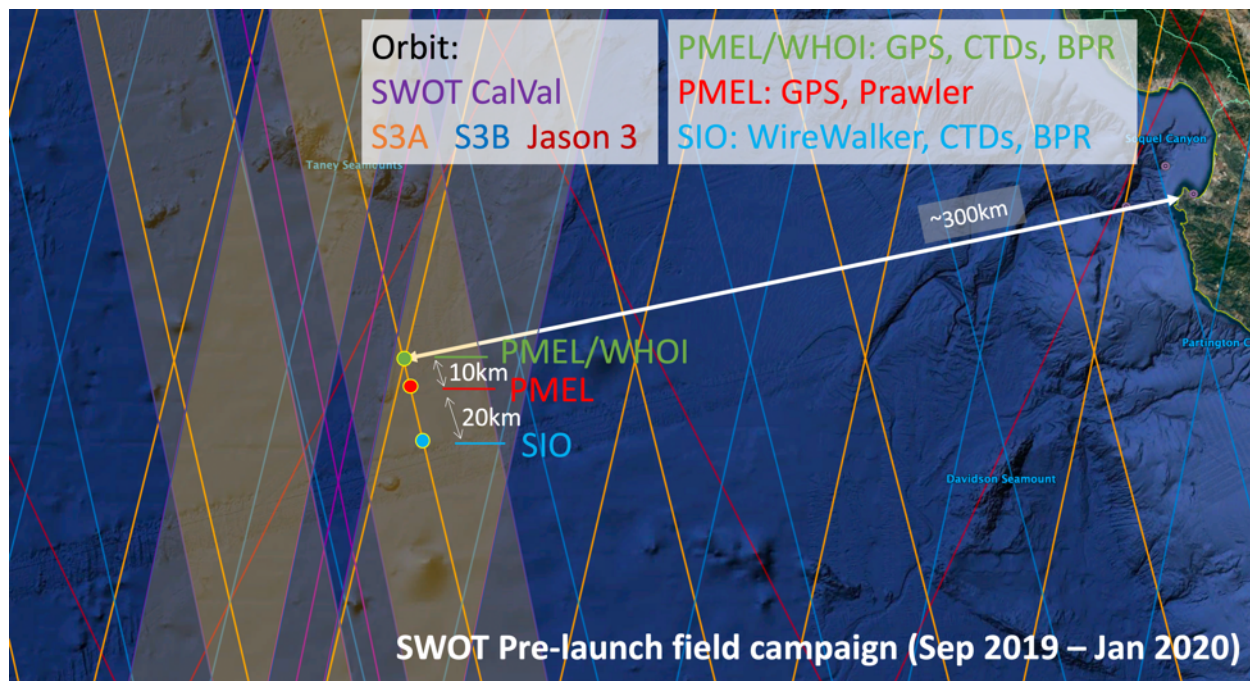 Orbit:
SWOT CalVal
S3A S3B Jason 3
PMEL/WHOI: GPS, CTDs, BPR
PMEL: GPS, Prawler
SIO: WireWalker, CTDs, BPR
Soquel Canyon
Taney Seamounts
~300km
Partington C
PMEL/WHOI
10km
PMEL
20km
SIO
Davidson Seamount
SWOT Pre-launch field campaign (Sep 2019 – Jan 2020)